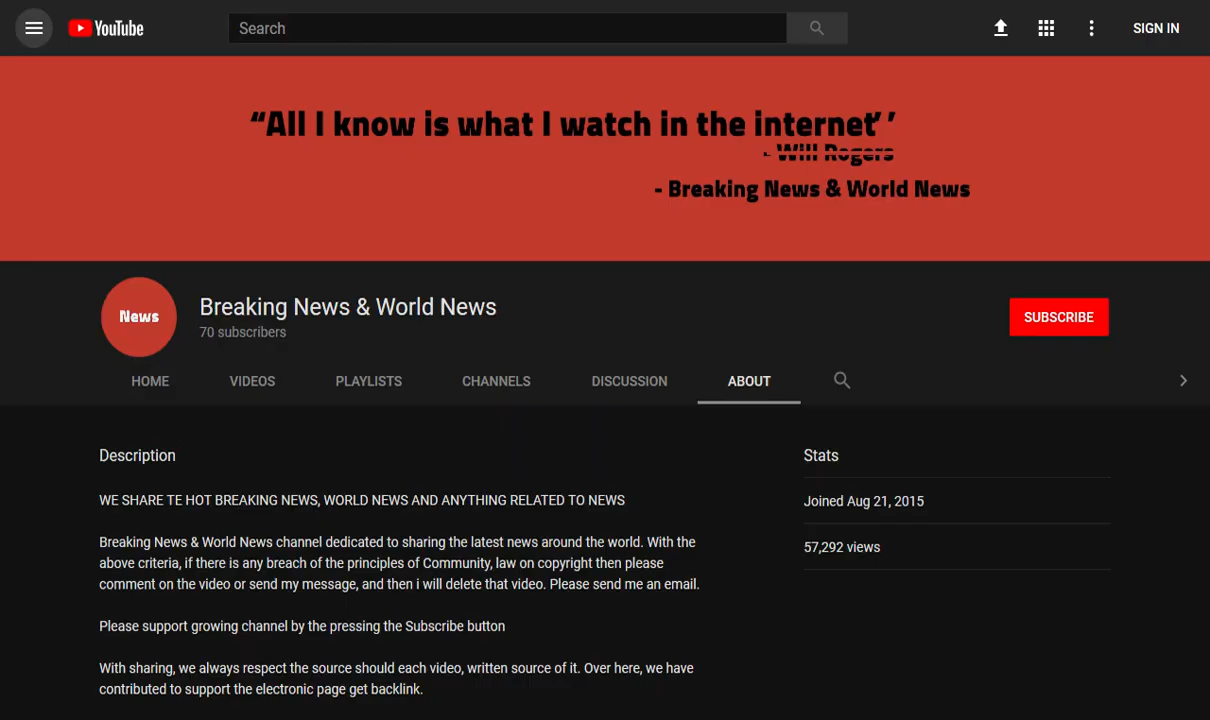 YouTube
Search
SIGN IN
“All I know is what I watch in the internet’’
- Will Rogers
- Breaking News & World News
News
Breaking News & World News
70 subscribers
SUBSCRIBE
HOME VIDEOS PLAYLISTS CHANNELS DISCUSSION ABOUT
Description
WE SHARE TE HOT BREAKING NEWS, WORLD NEWS AND ANYTHING RELATED TO NEWS
Breaking News & World News channel dedicated to sharing the latest news around the world. With the
above criteria, if there is any breach of the principles of Community, law on copyright then please
comment on the video or send my message, and then i will delete that video. Please send me an email.
Please support growing channel by the pressing the Subscribe button
With sharing, we always respect the source should each video, written source of it. Over here, we have
contributed to support the electronic page get backlink.
Stats
Joined Aug 21, 2015
57,292 views